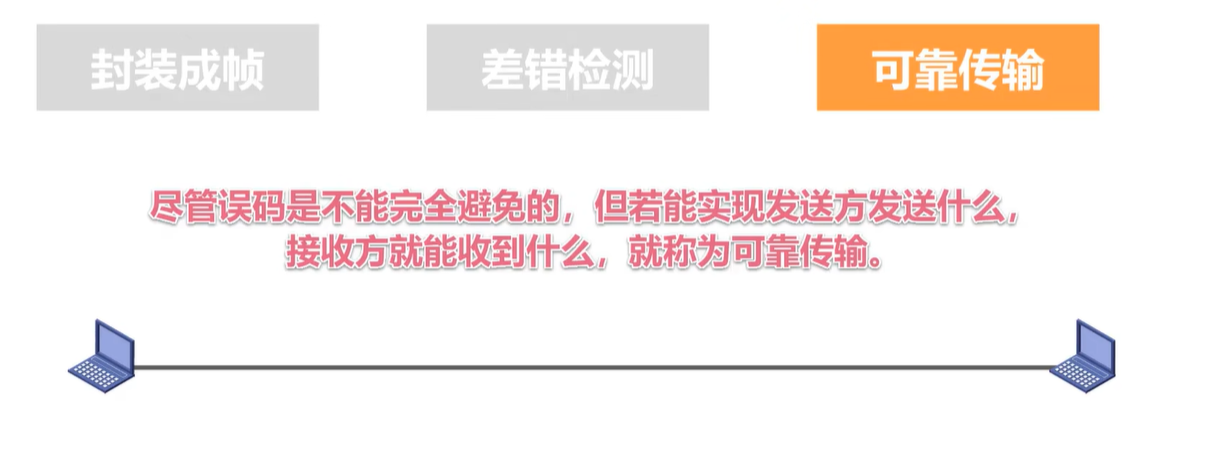 封装成帧
差错检测
可靠传输
尽管误码是不能完全避免的，但若能实现发送方发送什么，
接收方就能收到什么，就称为可靠传输。